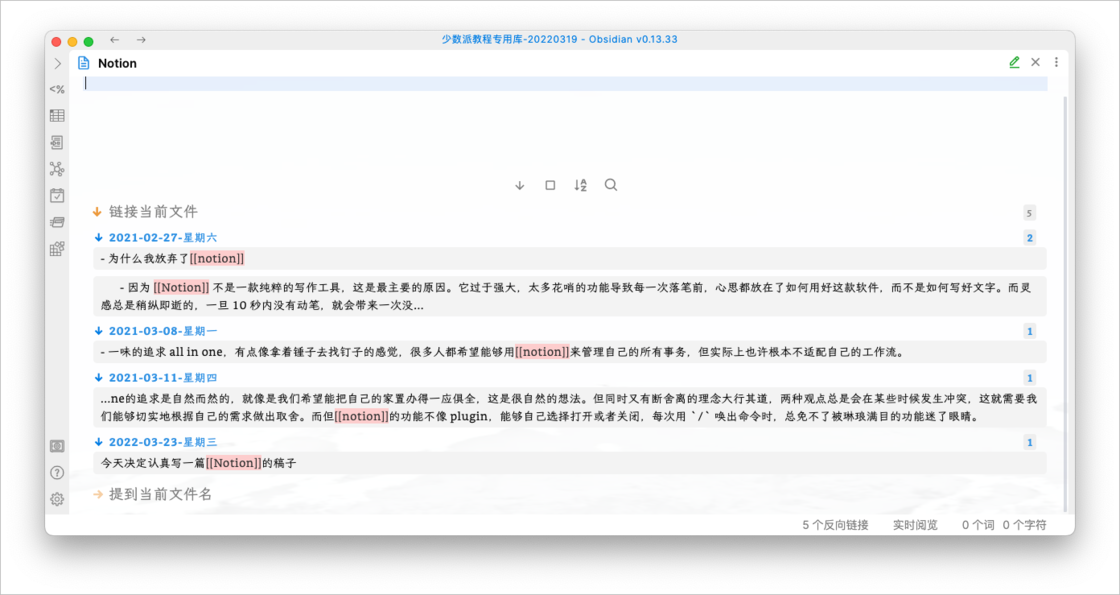 少数派教程专用库-20220319 - Obsidian v0.13.33
Notion
链接当前文件 5
2021-02-27-星期六 2
- 为什么我放弃了[[notion]]
- 因为 [[Notion]] 不是一款纯粹的写作工具，这是最主要的原因。它过于强大，太多花哨的功能导致每一次落笔前，心思都放在了如何用好这款软件，而不是如何写好文字。而灵
感总是稍纵即逝的，一旦 10 秒内没有动笔，就会带来一次没...
2021-03-08-星期一 1
- 一味的追求 all in one，有点像拿着锤子去找钉子的感觉，很多人都希望能够用[[notion]]来管理自己的所有事务，但实际上也许根本不适配自己的工作流。
2021-03-11-星期四 1
...ne的追求是自然而然的，就像是我们希望能把自己的家置办得一应俱全，这是很自然的想法。但同时又有断舍离的理念大行其道，两种观点总是会在某些时候发生冲突，这就需要我
们能够切实地根据自己的需求做出取舍。而但[[notion]]的功能不像 plugin，能够自己选择打开或者关闭，每次用 `/` 唤出命令时，总免不了被琳琅满目的功能迷了眼睛。
2022-03-23-星期三 1
今天决定认真写一篇[[Notion]]的稿子
提到当前文件名
5 个反向链接 实时阅览 0 个词 0 个字符